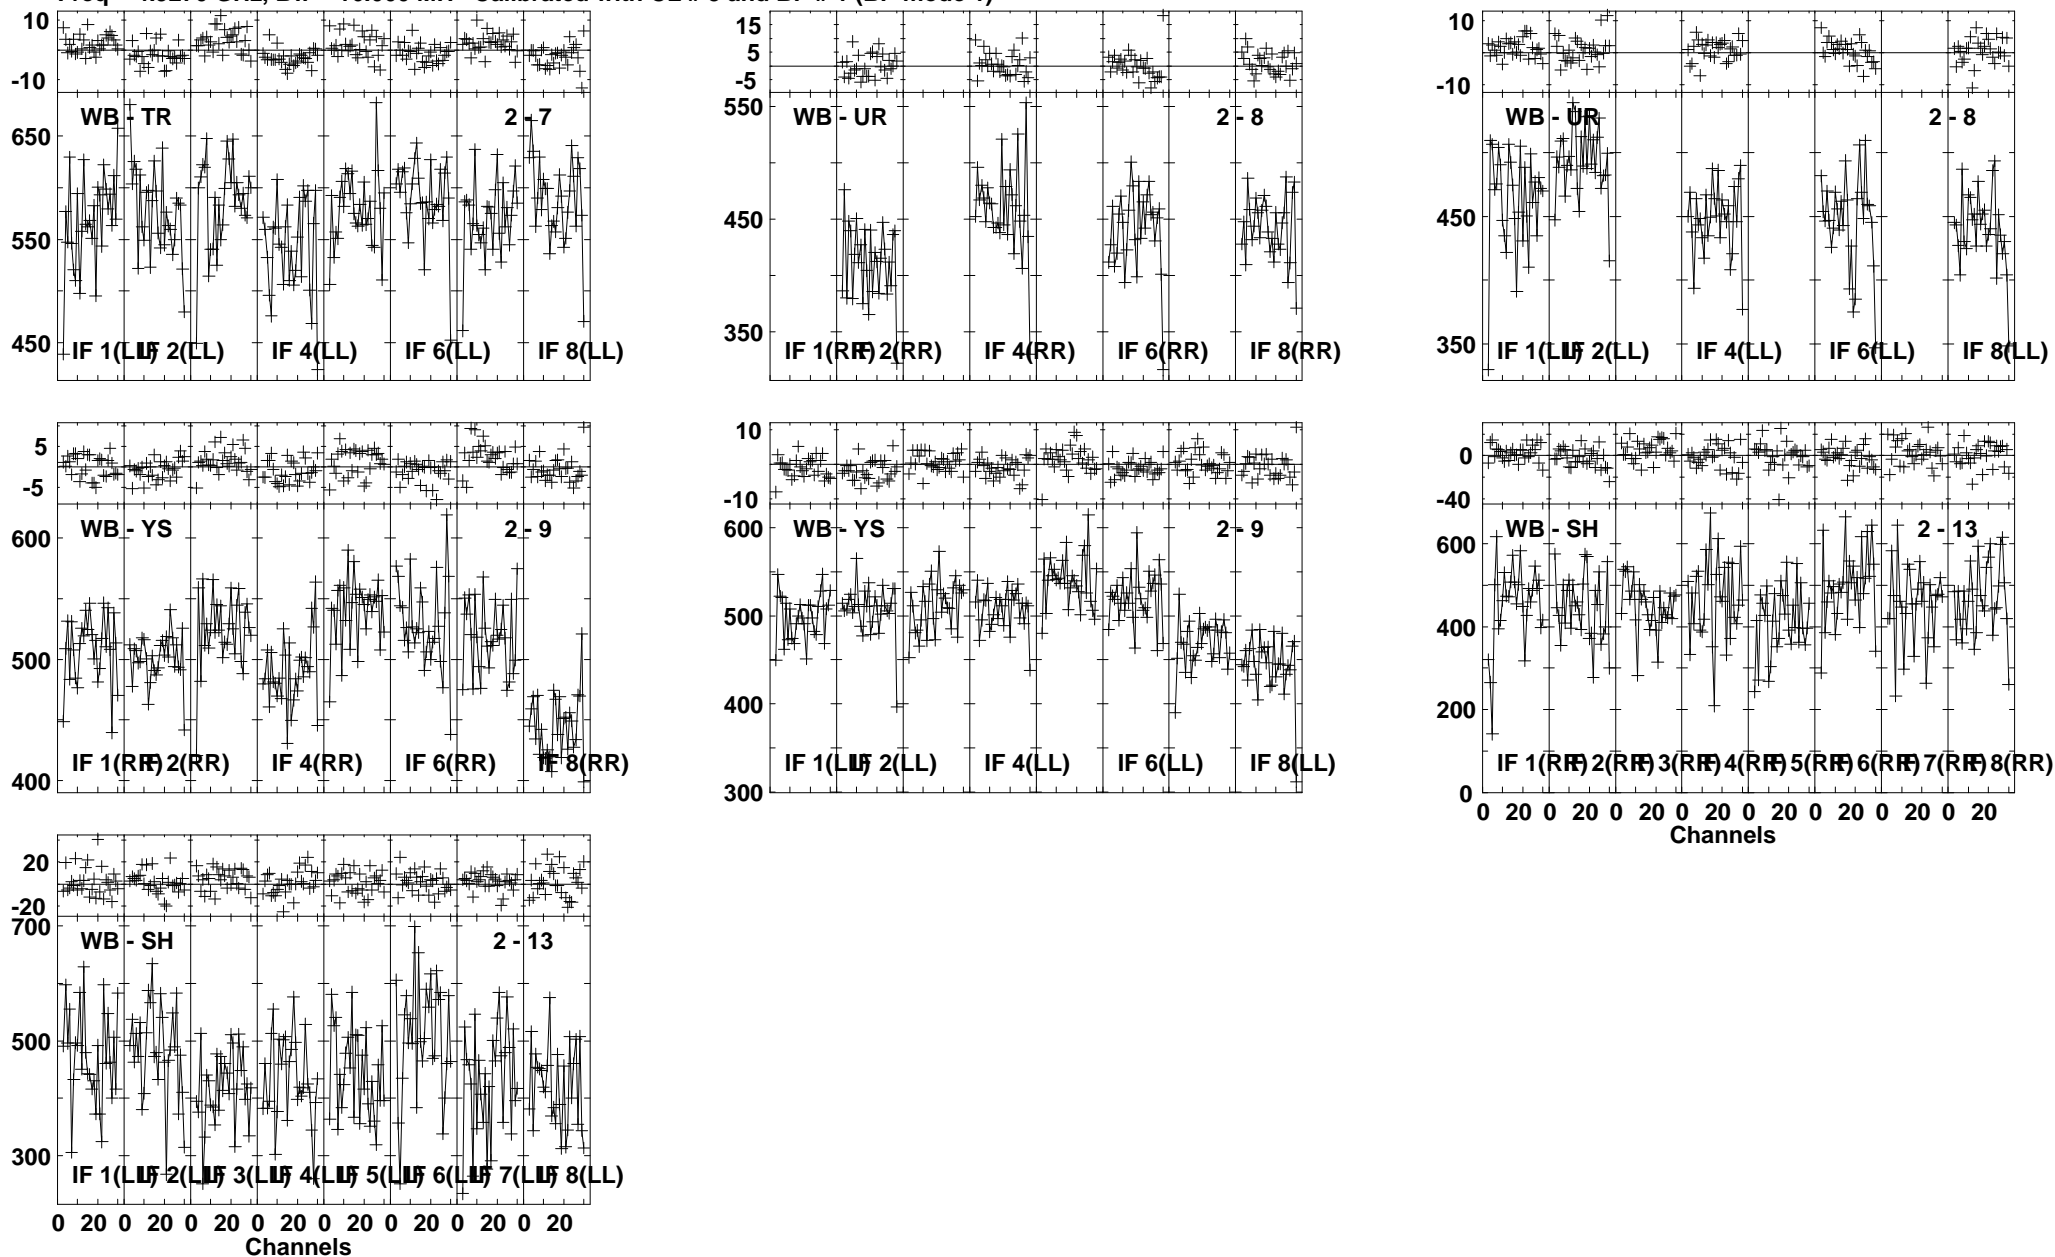 10
-10
WB - TR 2 - 7
650
550
450
IF 1(LL) IF 2(LL) IF 4(LL) IF 6(LL) IF 8(LL)
15
5
-5
550
WB - UR 2 - 8
450
350
IF 1(RR) IF 2(RR) IF 4(RR) IF 6(RR) IF 8(RR)
10
-10
WB - UR 2 - 8
450
350
IF 1(LL) IF 2(LL) IF 4(LL) IF 6(LL) IF 8(LL)
5
-5
600
WB - YS 2 - 9
500
400
IF 1(RR) IF 2(RR) IF 4(RR) IF 6(RR) IF 8(RR)
10
-10
600
WB - YS 2 - 9
500
400
300
IF 1(LL) IF 2(LL) IF 4(LL) IF 6(LL) IF 8(LL)
0
-40
WB - SH 2 - 13
600
400
200
0
IF 1(RR) IF 2(RR) IF 3(RR) IF 4(RR) IF 5(RR) IF 6(RR) IF 7(RR) IF 8(RR)
0 20 0 20 0 20 0 20 0 20 0 20 0 20 0 20
Channels
20
-20
700
WB - SH 2 - 13
500
300
IF 1(LL) IF 2(LL) IF 3(LL) IF 4(LL) IF 5(LL) IF 6(LL) IF 7(LL) IF 8(LL)
0 20 0 20 0 20 0 20 0 20 0 20 0 20 0 20
Channels